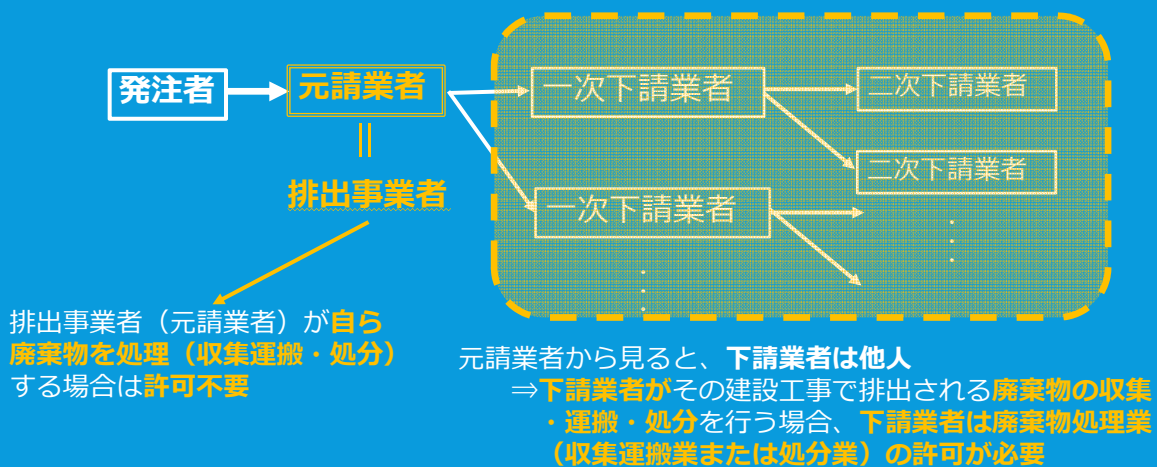 発注者
元請業者
排出事業者
一次下請業者
二次下請業者
二次下請業者
一次下請業者
排出事業者（元請業者）が自ら
廃棄物を処理（収集運搬・処分）
する場合は許可不要
元請業者から見ると、下請業者は他人
⇒下請業者がその建設工事で排出される廃棄物の収集
・運搬・処分を行う場合、下請業者は廃棄物処理業
（収集運搬業または処分業）の許可が必要